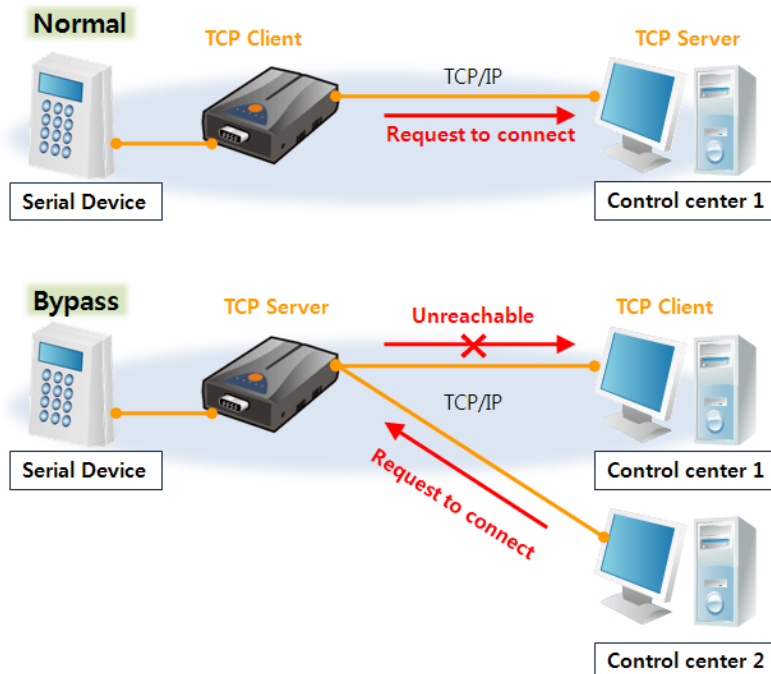 Normal
TCP Client
TCP Server
TCP/IP
Request to connect
Serial Device
Control center 1
Bypass
TCP Server
Unreachable
TCP Client
TCP/IP
Request to connect
Serial Device
Control center 1
Control center 2